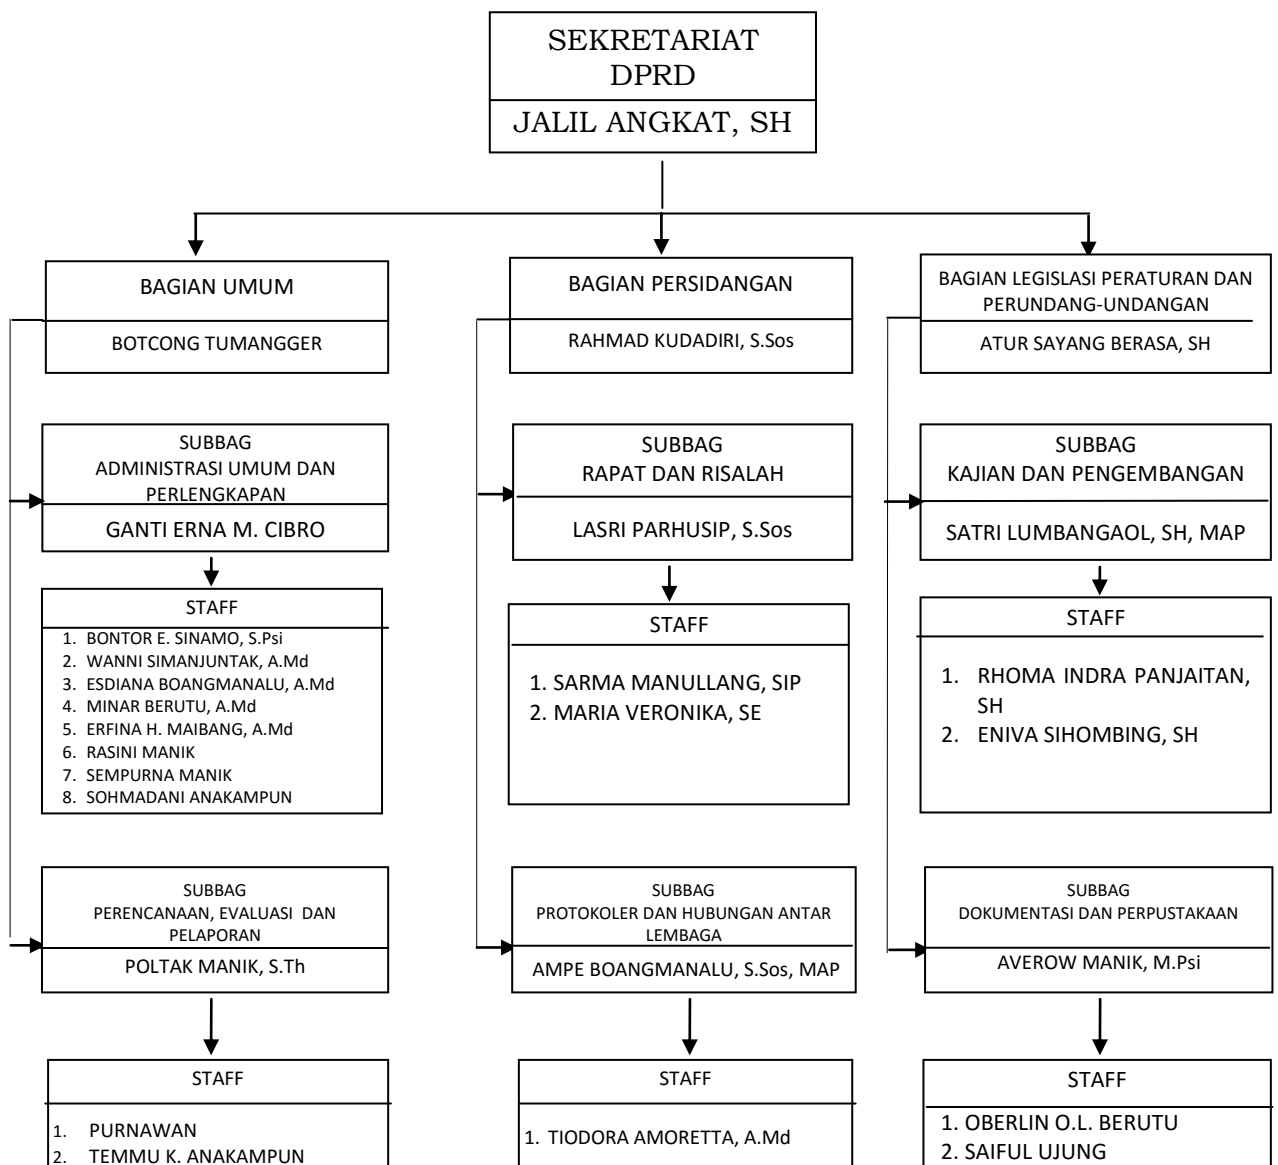 SEKRETARIAT
DPRD
JALIL ANGKAT, SH
BAGIAN UMUM
BOTCONG TUMANGGER
BAGIAN PERSIDANGAN
RAHMAD KUDADIRI, S.Sos
BAGIAN LEGISLASI PERATURAN DAN
PERUNDANG-UNDANGAN
ATUR SAYANG BERASA, SH
SUBBAG
ADMINISTRASI UMUM DAN
PERLENGKAPAN
GANTI ERNA M. CIBRO
SUBBAG
RAPAT DAN RISALAH
LASRI PARHUSIP, S.Sos
SUBBAG
KAJIAN DAN PENGEMBANGAN
SATRI LUMBANGAOL, SH, MAP
STAFF
1. BONTOR E. SINAMO, S.Psi
2. WANNI SIMANJUNTAK, A.Md
3. ESDIANA BOANGMANALU, A.Md
4. MINAR BERUTU, A.Md
5. ERFINA H. MAIBANG, A.Md
6. RASINI MANIK
7. SEMPURNA MANIK
8. SOHMADANI ANAKAMPUN
STAFF
1. SARMA MANULLANG, SIP
2. MARIA VERONIKA, SE
STAFF
1. RHOMA INDRA PANJAITAN,
SH
2. ENIVA SIHOMBING, SH
SUBBAG
PERENCANAAN, EVALUASI DAN
PELAPORAN
POLTAK MANIK, S.Th
SUBBAG
PROTOKOLER DAN HUBUNGAN ANTAR
LEMBAGA
AMPE BOANGMANALU, S.Sos, MAP
SUBBAG
DOKUMENTASI DAN PERPUSTAKAAN
AVEROW MANIK, M.Psi
STAFF
1. PURNAWAN
2. TEMMU K. ANAKAMPUN
STAFF
1. TIODORA AMORETTA, A.Md
STAFF
1. OBERLIN O.L. BERUTU
2. SAIFUL UJUNG